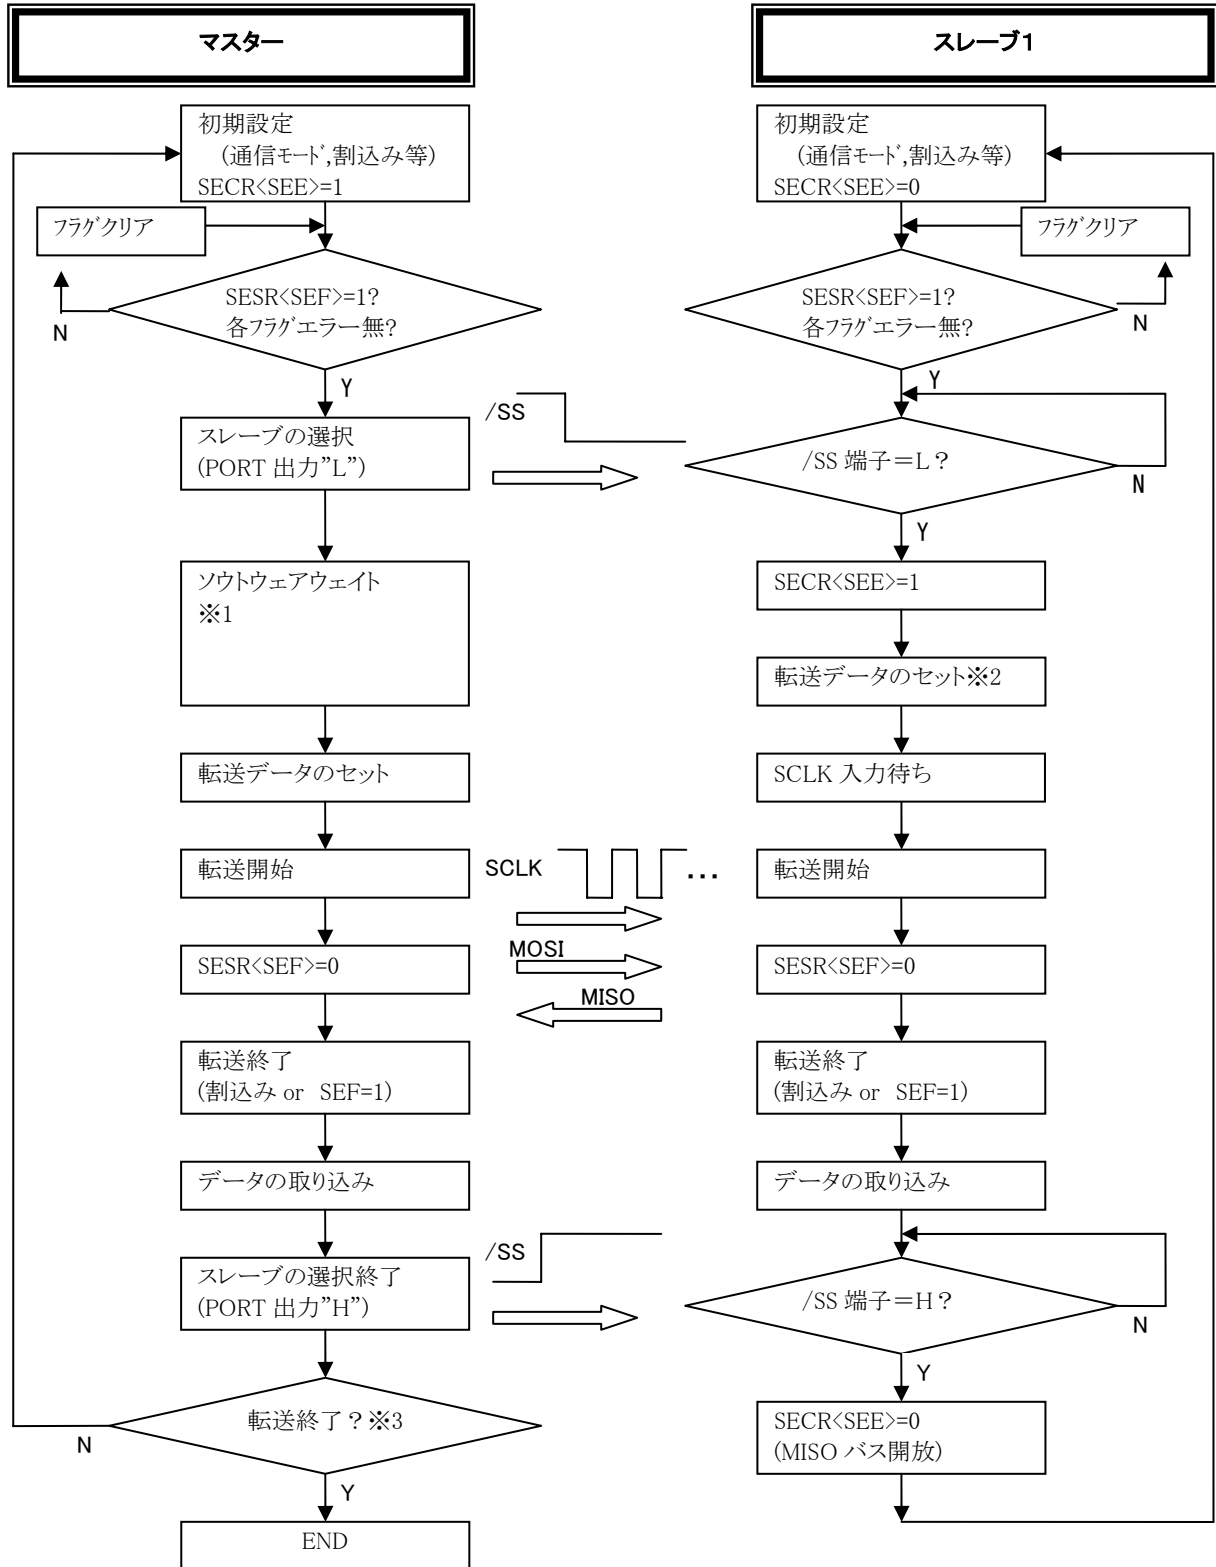 マスター
初期設定
(通信ﾓｰﾄﾞ,割込み等)
SECR<SEE>=1
ﾌﾗｸﾞクリア
SESR<SEF>=1?
各ﾌﾗｸﾞエラー無?
N
Y
スレーブの選択
(PORT 出力”L”)
ソウトウェアウェイト
※1
転送データのセット
転送開始
SESR<SEF>=0
転送終了
(割込み or SEF=1)
データの取り込み
スレーブの選択終了
(PORT 出力”H”)
転送終了？※3
N
Y
END
/SS
SCLK
...
MOSI
MISO
/SS
スレーブ１
初期設定
(通信ﾓｰﾄﾞ,割込み等)
SECR<SEE>=0
ﾌﾗｸﾞクリア
SESR<SEF>=1?
各ﾌﾗｸﾞエラー無?
N
Y
/SS 端子＝L？
N
Y
SECR<SEE>=1
転送データのセット※2
SCLK 入力待ち
転送開始
SESR<SEF>=0
転送終了
(割込み or SEF=1)
データの取り込み
/SS 端子＝H？
N
Y
SECR<SEE>=0
(MISO バス開放)